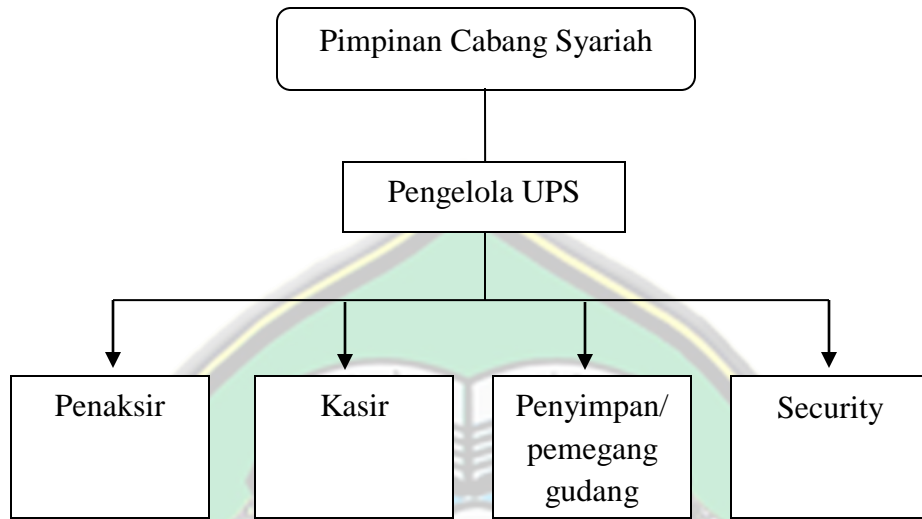 Pimpinan Cabang Syariah
Pengelola UPS
Penaksir
Kasir
Penyimpan/
pemegang
gudang
Security